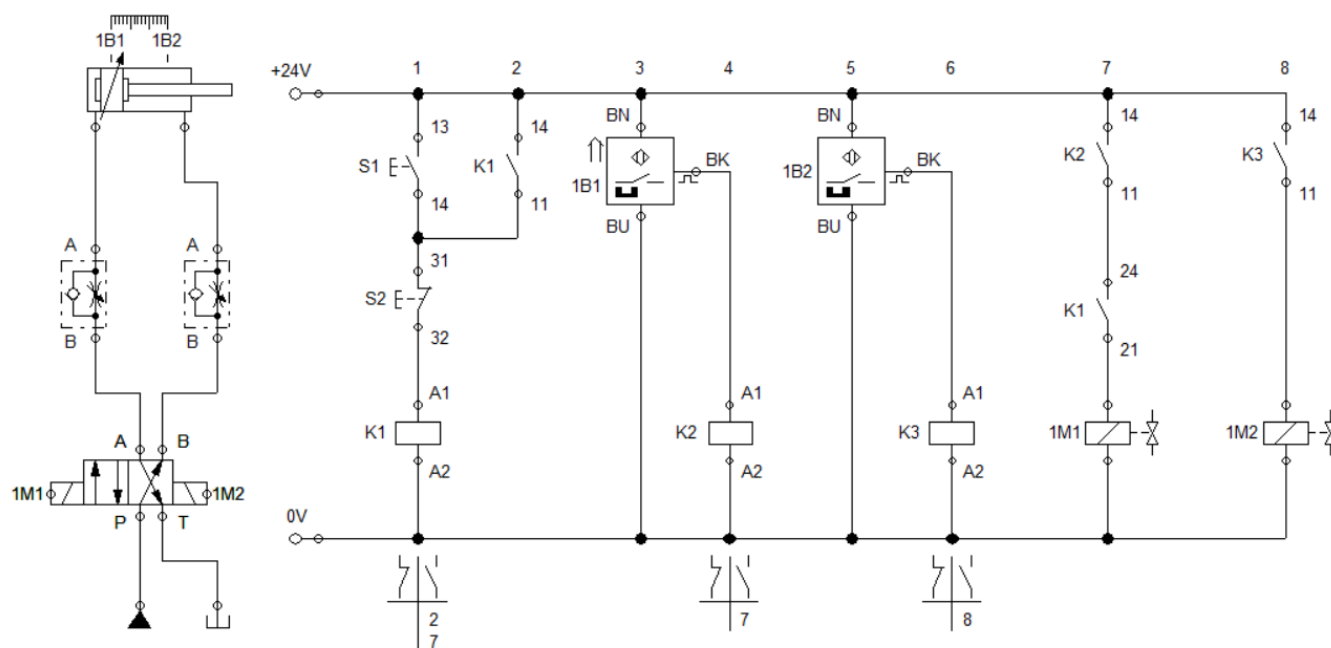 1B1 1B2
+24V 1 2 3 4 5 6 7 8
13 14 BN BN 14 14
S1 K1 BK BK K2 K3
1B1 1B2
14 11 11 11
BU BU
A A
31 24
S2 K1
B B
32 21
A1 A1 A1
K1 K2 K3 1M1 1M2
A B
A2 A2 A2
1M1 1M2
P T 0V
2 7 8
7